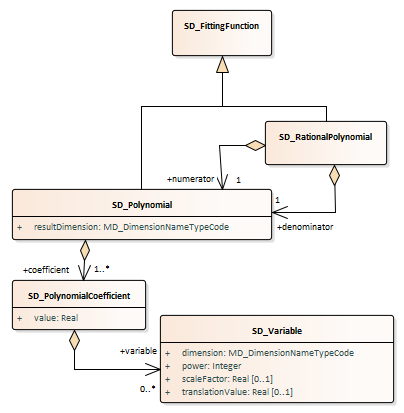 SD_FittingFunction
SD_RationalPolynomial
+numerator
1
SD_Polynomial
1
+ resultDimension: MD_DimensionNameTypeCode
+denominator
+coefficient
1..*
SD_PolynomialCoefficient
+ value: Real
SD_Variable
+variable
+ dimension: MD_DimensionNameTypeCode
+ power: Integer
+ scaleFactor: Real [0..1]
0..*
+ translationValue: Real [0..1]